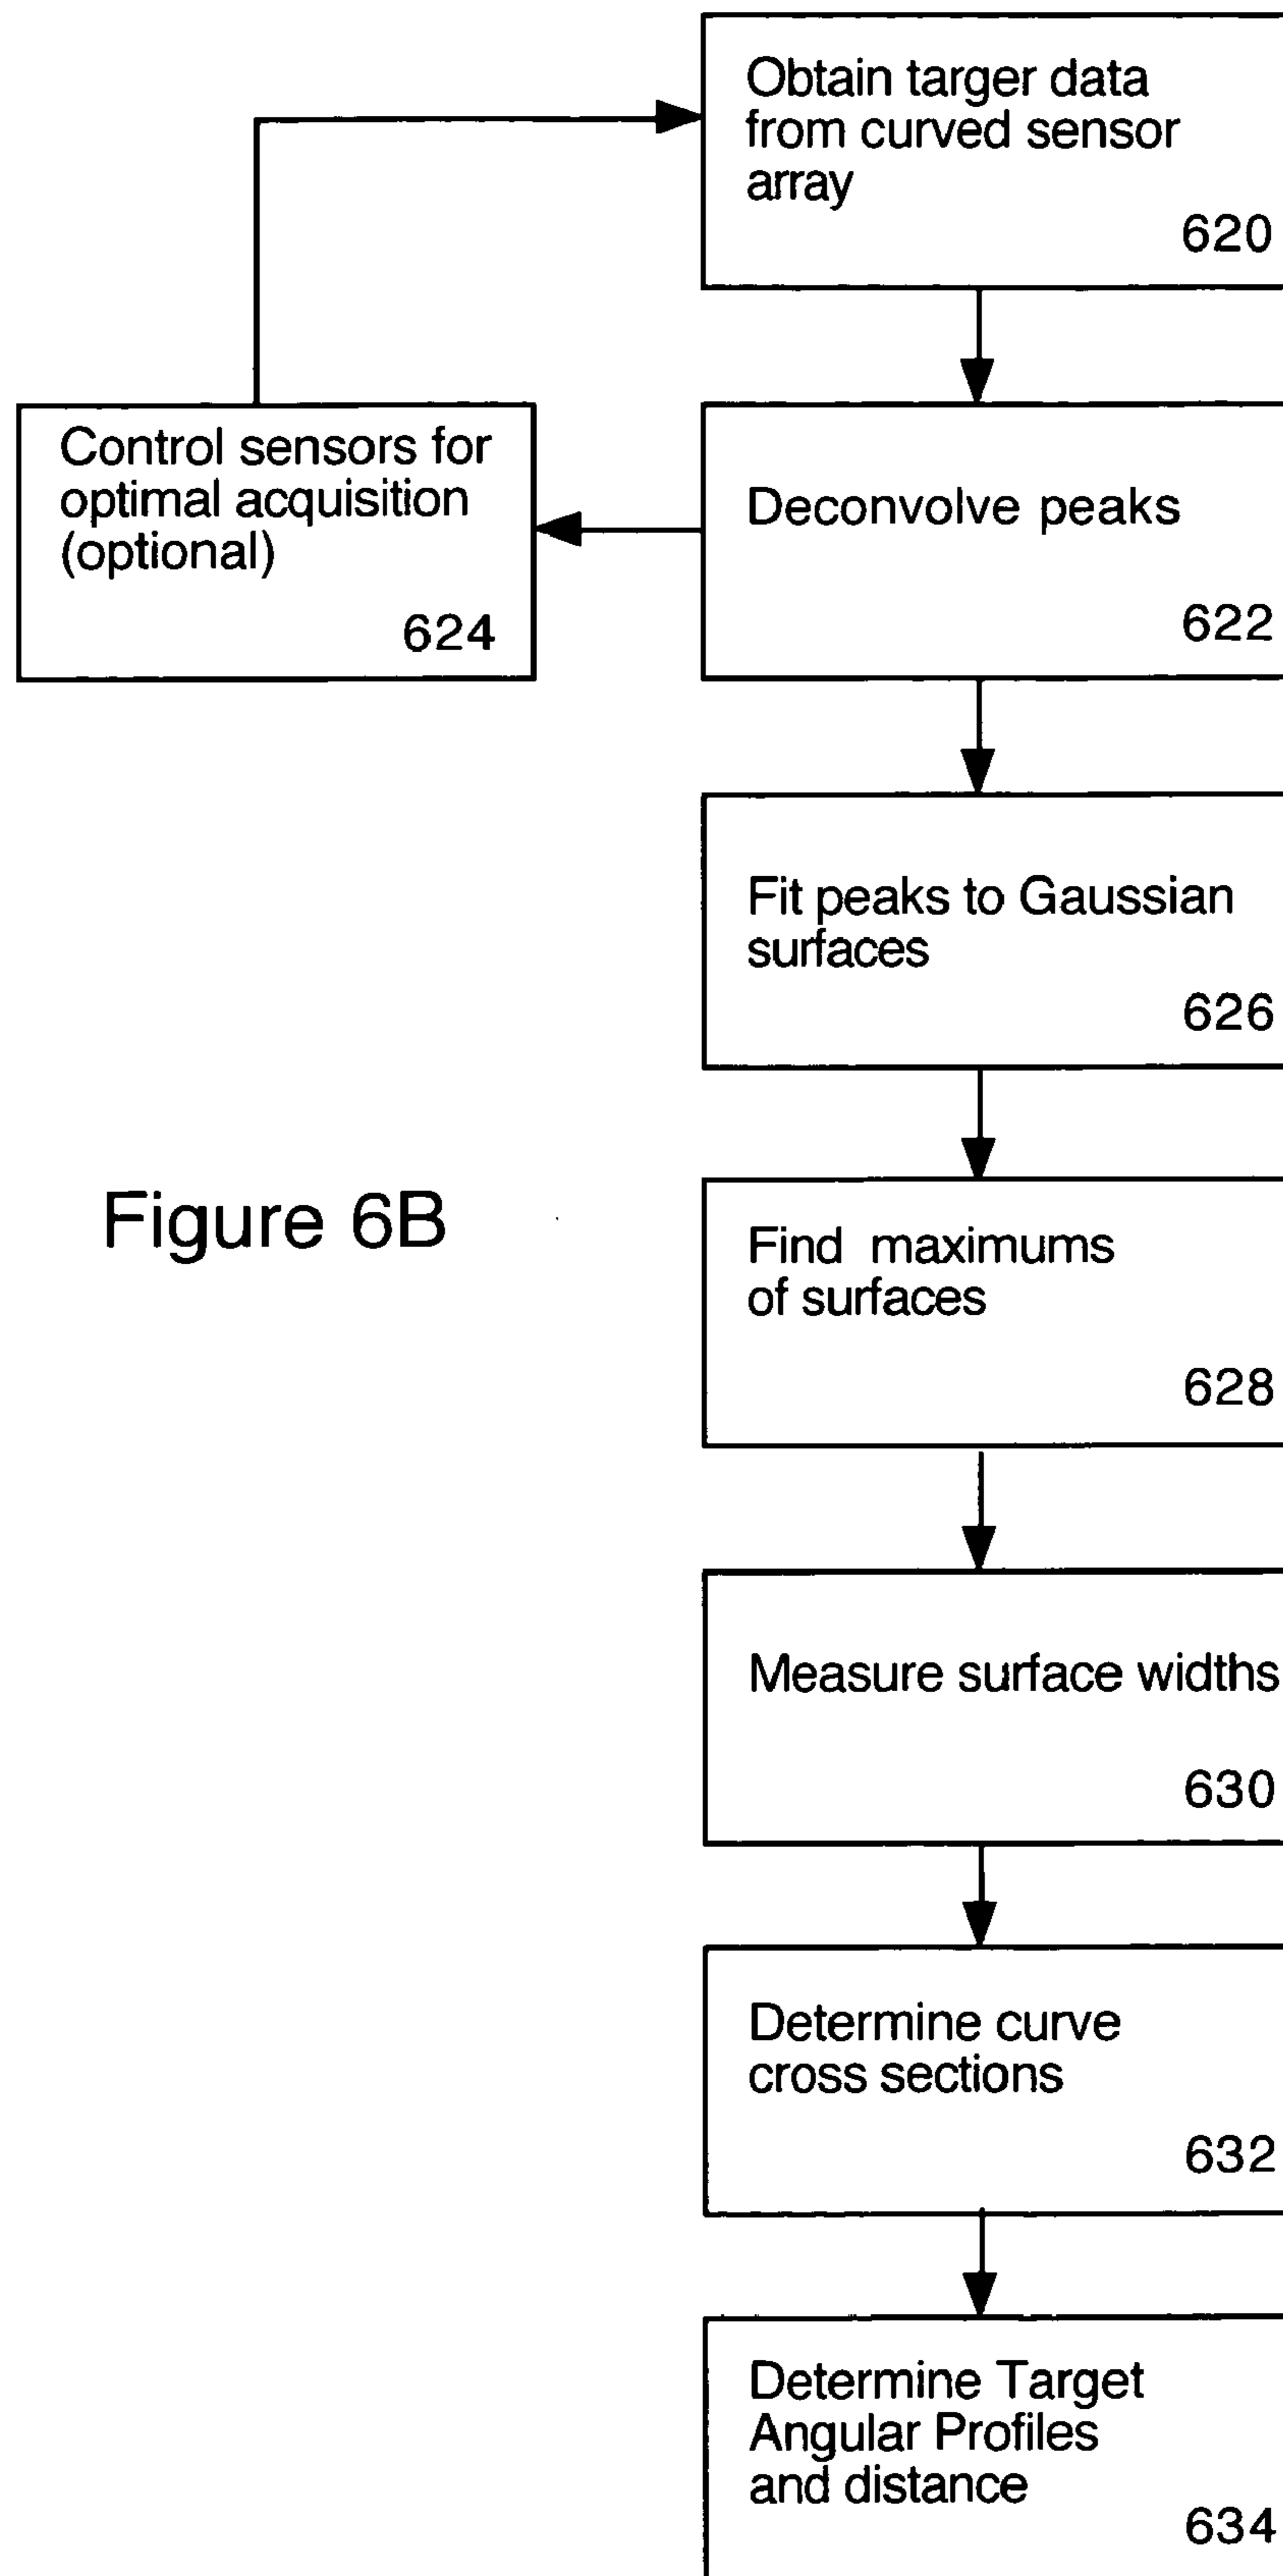 Obtain targer data
from curved sensor
array
620
Control sensors for
optimal acquisition
(optional)
624
Deconvolve peaks
622
Fit peaks to Gaussian
surfaces
626
Figure 6B
Find maximums
of surfaces
628
Measure surface widths
630
Determine curve
cross sections
632
Determine Target
Angular Profiles
and distance
634